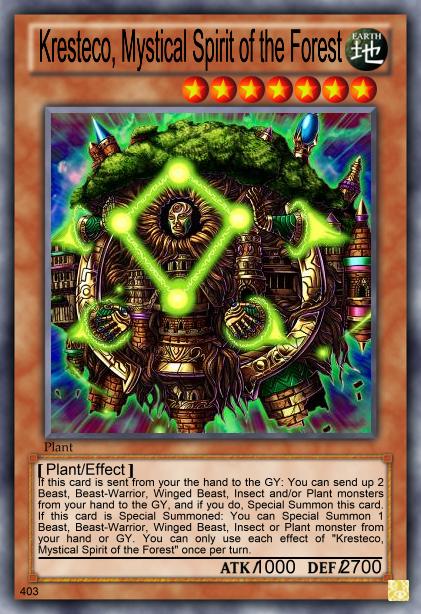 Kresteco, Mystical Spirit of the Forest
EARTH
地
Plant
[ Plant/Effect ]
If this card is sent from your the hand to the GY: You can send up 2
Beast, Beast-Warrior, Winged Beast, Insect and/or Plant monsters
from your hand to the GY, and if you do, Special Summon this card.
If this card is Special Summoned: You can Special Summon 1
Beast, Beast-Warrior, Winged Beast, Insect or Plant monster from
your hand or GY. You can only use each effect of "Kresteco,
Mystical Spirit of the Forest" once per turn.
ATK/1000 DEF/2700
403